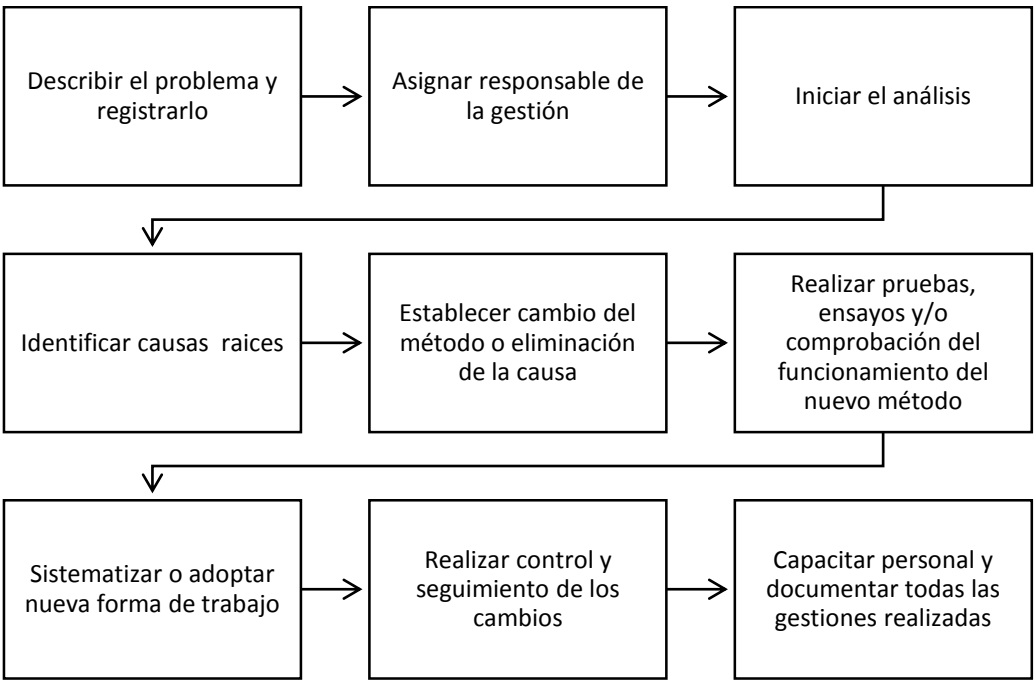 Describir el problema y
registrarlo
Asignar responsable de
la gestión
Iniciar el análisis
Identificar causas  raices
Establecer cambio del
método o eliminación
de la causa
Realizar pruebas,
ensayos y/o
comprobación del
funcionamiento del
nuevo método
Sistematizar o adoptar
nueva forma de trabajo
Realizar control y
seguimiento de los
cambios
Capacitar personal y
documentar todas las
gestiones realizadas